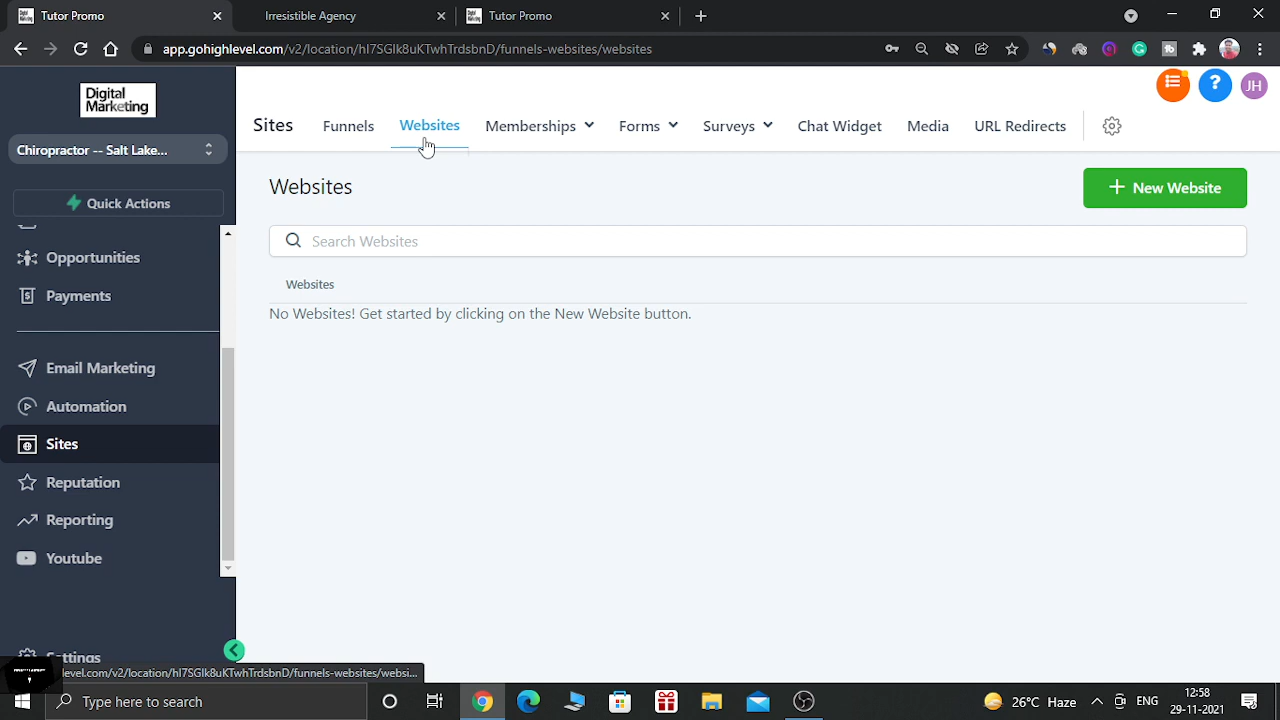 Tutor Promo
Irresistible Agency
Tutor Promo
app.gohighlevel.com/v2/location/hI7SGlk8uKTwhTrdsbnD/funnels-websites/websites
Digital
Marketing
JH
Sites
Funnels
Websites
Memberships
Forms
Surveys
Chat Widget
Media
URL Redirects
Chiropractor -- Salt Lake...
Quick Actions
Opportunities
Payments
Email Marketing
Automation
Sites
Reputation
Reporting
Youtube
Settings
Websites
+ New Website
Search Websites
Websites
No Websites! Get started by clicking on the New Website button.
level.com/v2/location/hI7SGlk8uKTwhTrdsbnD/funnels-websites/websi...
Type here to search
26°C Haze
ENG
12:58
29-11-2021